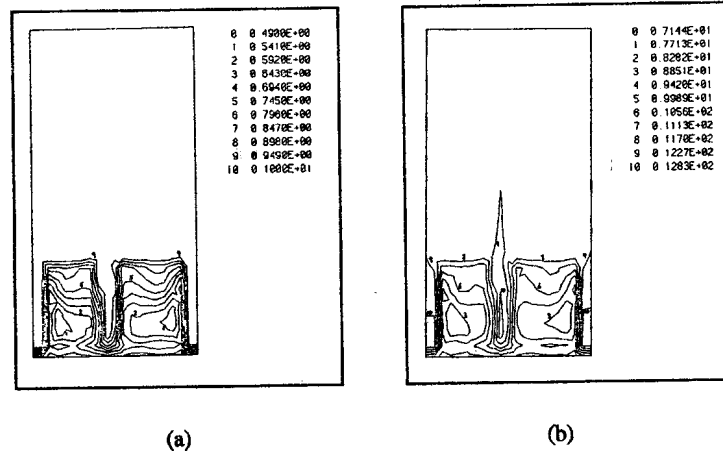 0 0 4900E+00
1 0 5410E+00
2 0 5920E+00
3 0 6430E+00
4 0 6940E+00
5 0 7450E+00
6 0 7960E+00
7 0 8470E+00
8 0 8980E+00
9 0 9490E+00
10 0 1000E+01
(a)
0 0 7144E+01
1 0.7713E+01
2 0.8282E+01
3 0 8851E+01
4 0.9420E+01
5 0.9989E+01
6 0.1056E+02
7 0.1113E+02
8 0 1170E+02
9 0 1227E+02
10 0 1283E+02
(b)